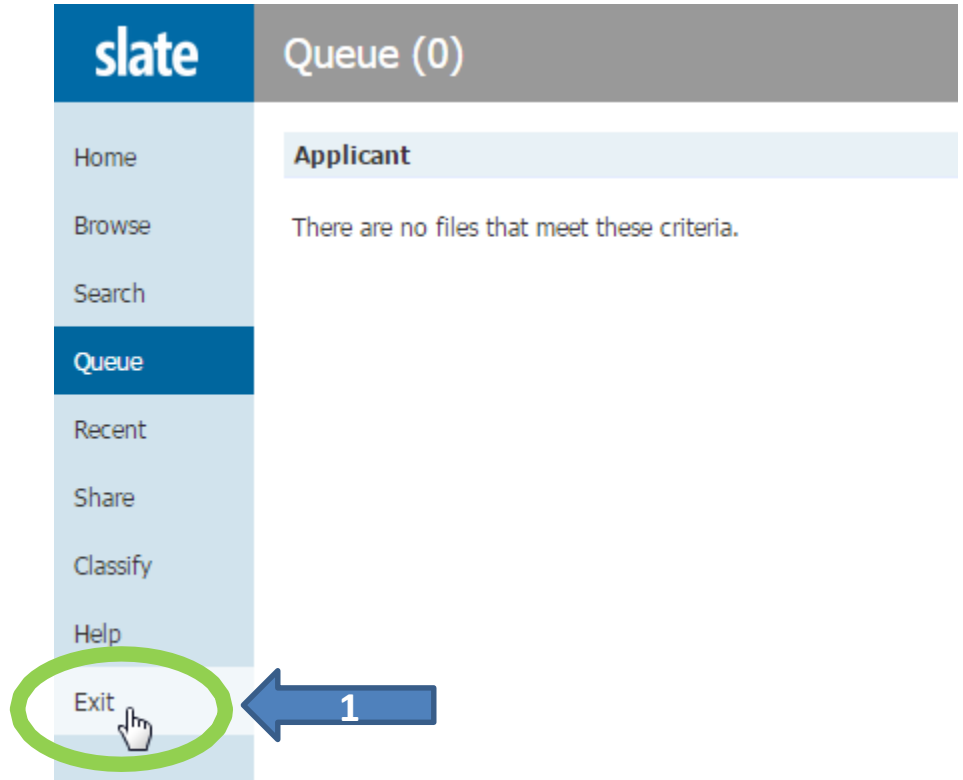 slate
Queue (0)
Home
Browse
Search
Queue
Recent
Share
Classify
Help
Exit
Applicant
There are no files that meet these criteria.
1